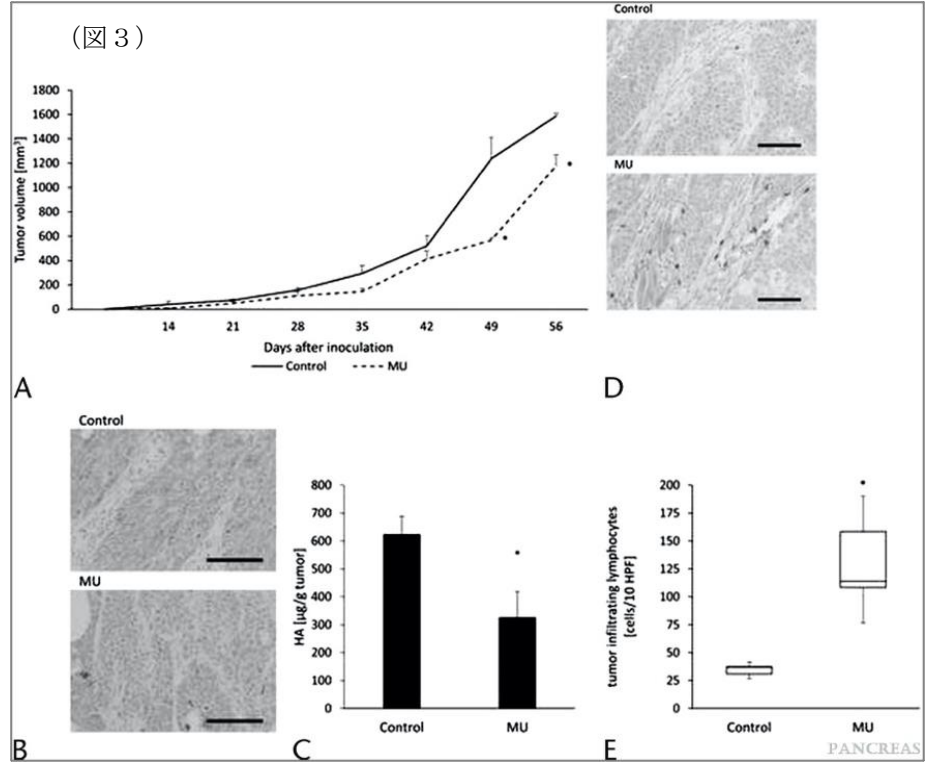 （図３）
Tumor volume [mm³]
1800
1600
1400
1200
1000
800
600
400
200
0
14 21 28 35 42 49 56
Days after inoculation
Control MU
A
Control
MU
D
Control
MU
B
HA [µg/g tumor]
800
700
600
500
400
300
200
100
0
Control MU
C
tumor infiltrating lymphocytes
[cells/10 HPF]
200
175
150
125
100
75
50
25
0
Control MU
E
PANCREAS